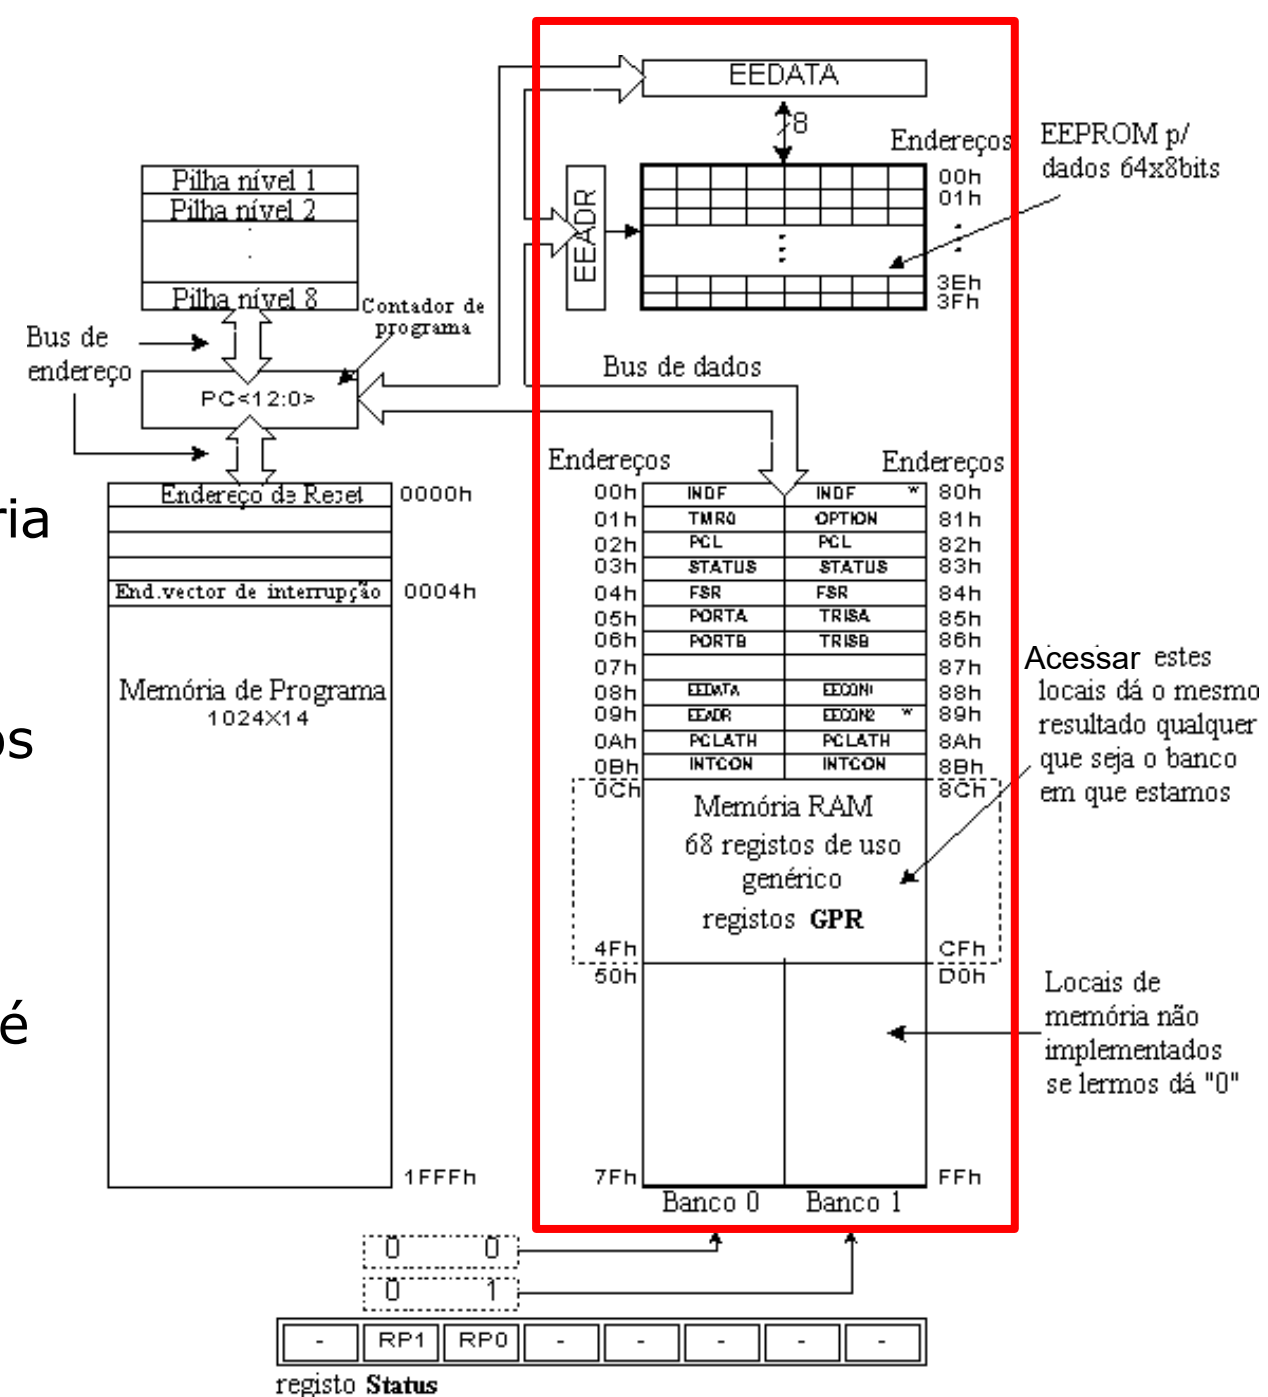 EEDATA
8
Endereços
EEPROM p/
dados 64x8bits
00h
01h
EEADR
3Eh
3Fh
Pilha nível 1
Pilha nível 2
Pilha nível 8
Contador de
programa
Bus de
endereço
PC<12:0>
Bus de dados
ria
os
é
Endereço de Reset
0000h
End.vector de interrupção
0004h
Memória de Programa
1024X14
1FFFh
Endereços
Endereços
00h INDF INDF * 80h
01h TMR0 OPTION 81h
02h PCL PCL 82h
03h STATUS STATUS 83h
04h FSR FSR 84h
05h PORTA TRISA 85h
06h PORTB TRISB 86h
07h 87h
08h EEDATA EECON1 88h
09h EEADR EECON2 * 89h
0Ah PCLATH PCLATH 8Ah
0Bh INTCON INTCON 8Bh
0Ch 8Ch
Memória RAM
68 registos de uso
genérico
registos GPR
4Fh CFh
50h D0h
7Fh FFh
Banco 0 Banco 1
Acessar estes
locais dá o mesmo
resultado qualquer
que seja o banco
em que estamos
Locais de
memória não
implementados
se lermos dá "0"
0 0
0 1
- RP1 RP0 - - - - -
registo Status